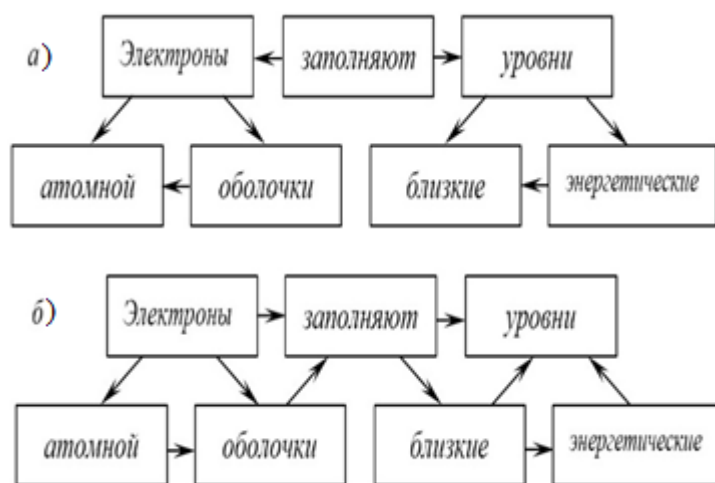 а) Электроны заполняют уровни
атомной оболочки близкие энергетические
б) Электроны заполняют уровни
атомной оболочки близкие энергетические